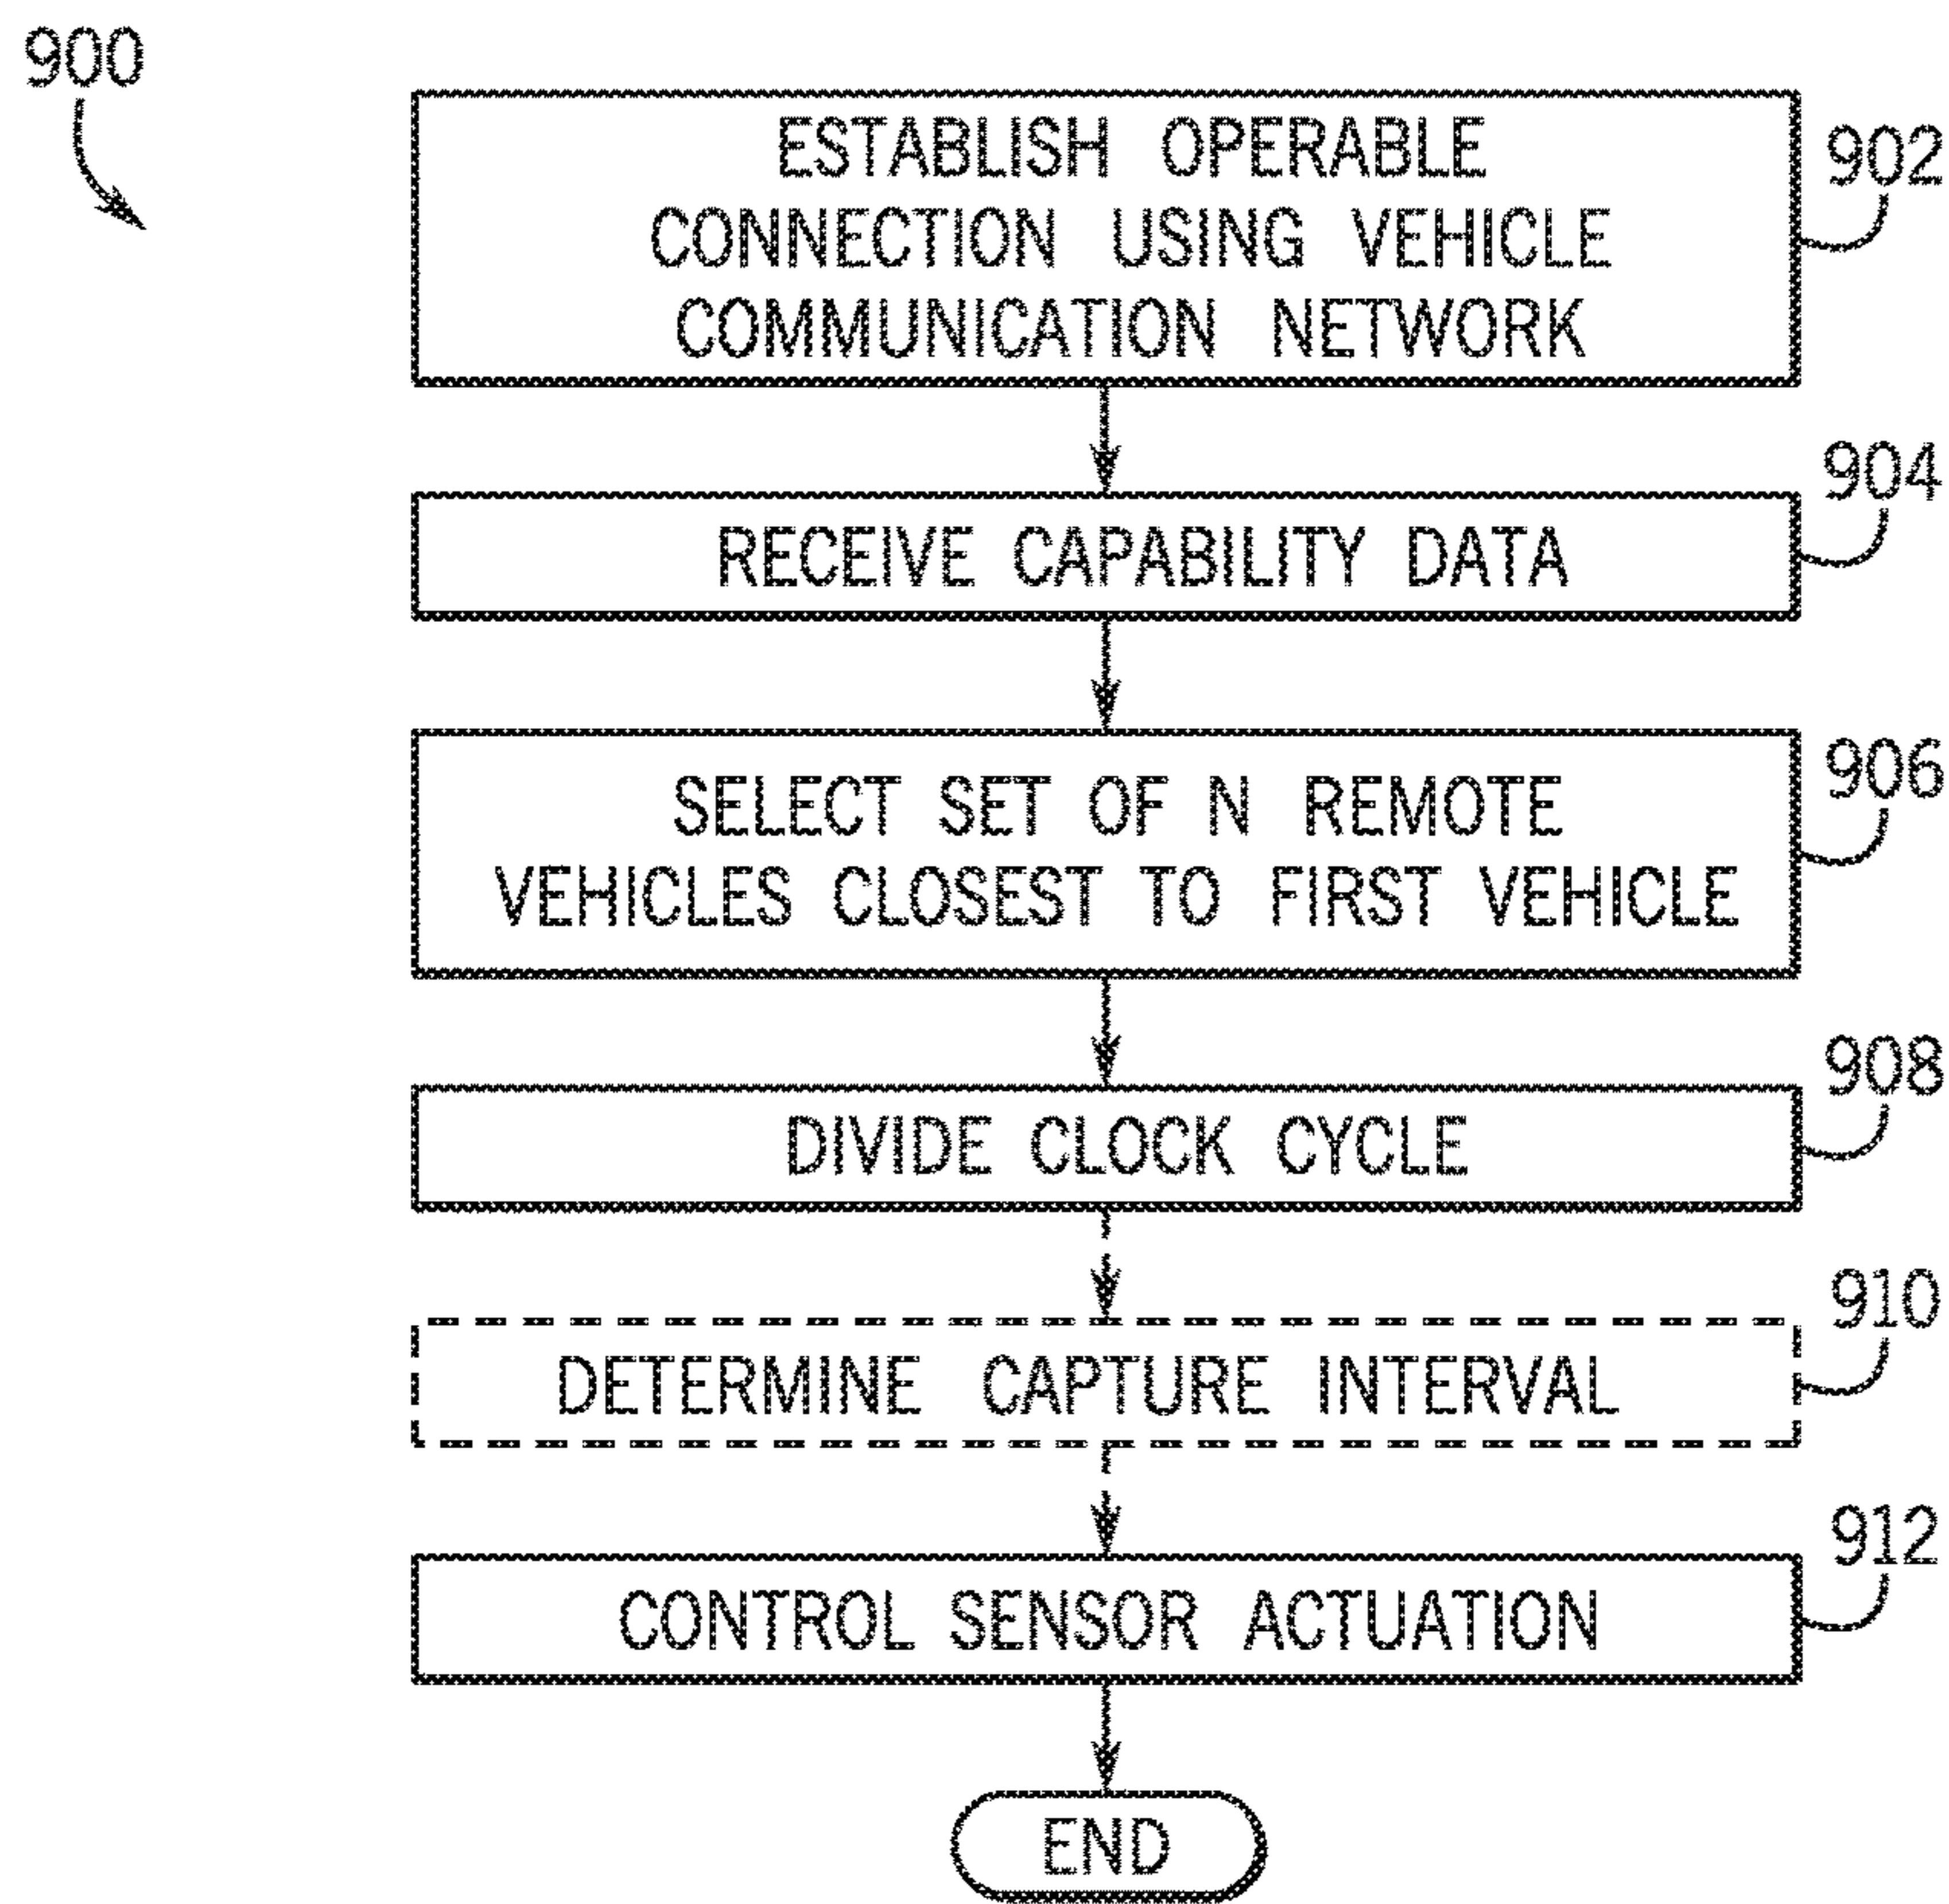 900
ESTABLISH OPERABLE
CONNECTION USING VEHICLE
COMMUNICATION NETWORK
902
RECEIVE CAPABILITY DATA
904
SELECT SET OF N REMOTE
VEHICLES CLOSEST TO FIRST VEHICLE
906
DIVIDE CLOCK CYCLE
908
DETERMINE CAPTURE INTERVAL
910
CONTROL SENSOR ACTUATION
912
END